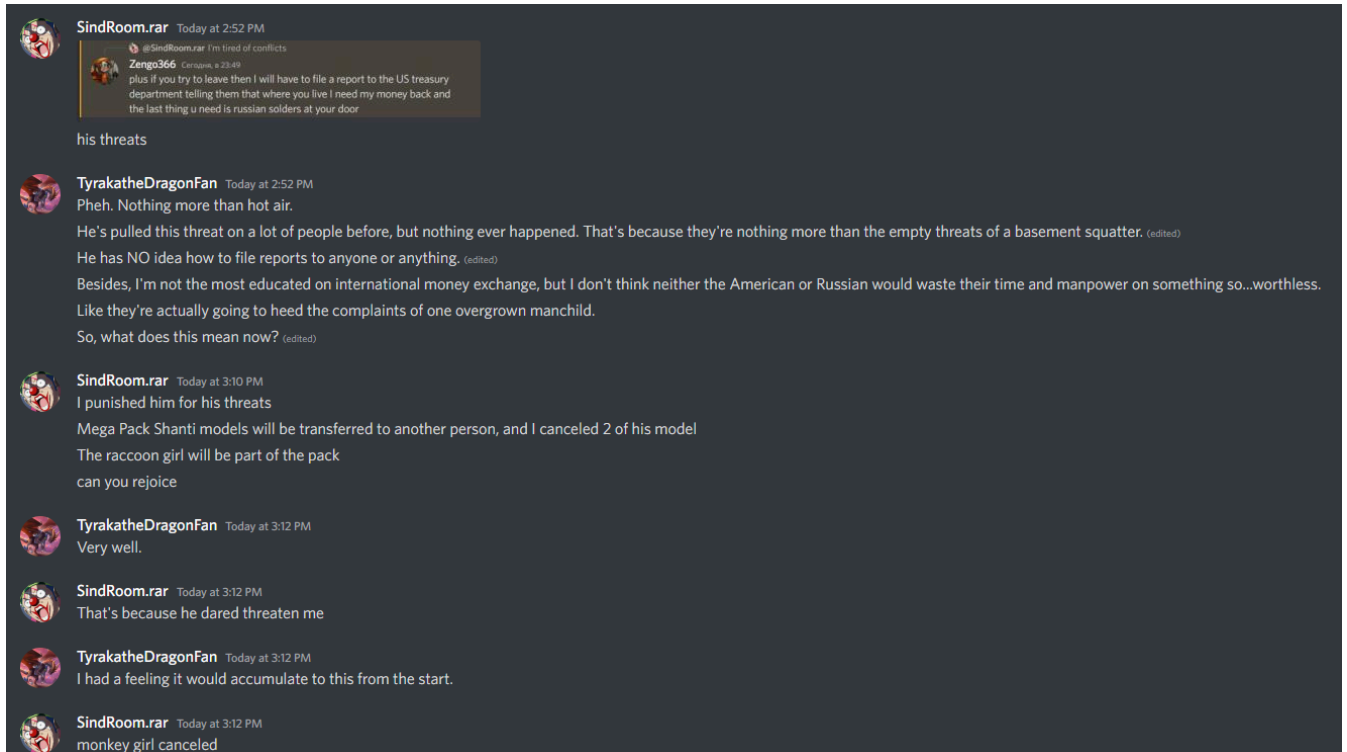 SindRoom.rar Today at 2:52 PM
@SindRoom.rar I'm tired of conflicts
Zengo366 Сегодня, в 23:49
plus if you try to leave then I will have to file a report to the US treasury
department telling them that where you live I need my money back and
the last thing u need is russian solders at your door
his threats
TyrakatheDragonFan Today at 2:52 PM
Pheh. Nothing more than hot air.
He's pulled this threat on a lot of people before, but nothing ever happened. That's because they're nothing more than the empty threats of a basement squatter. (edited)
He has NO idea how to file reports to anyone or anything. (edited)
Besides, I'm not the most educated on international money exchange, but I don't think neither the American or Russian would waste their time and manpower on something so...worthless.
Like they're actually going to heed the complaints of one overgrown manchild.
So, what does this mean now? (edited)
SindRoom.rar Today at 3:10 PM
I punished him for his threats
Mega Pack Shanti models will be transferred to another person, and I canceled 2 of his model
The raccoon girl will be part of the pack
can you rejoice
TyrakatheDragonFan Today at 3:12 PM
Very well.
SindRoom.rar Today at 3:12 PM
That's because he dared threaten me
TyrakatheDragonFan Today at 3:12 PM
I had a feeling it would accumulate to this from the start.
SindRoom.rar Today at 3:12 PM
monkey girl canceled